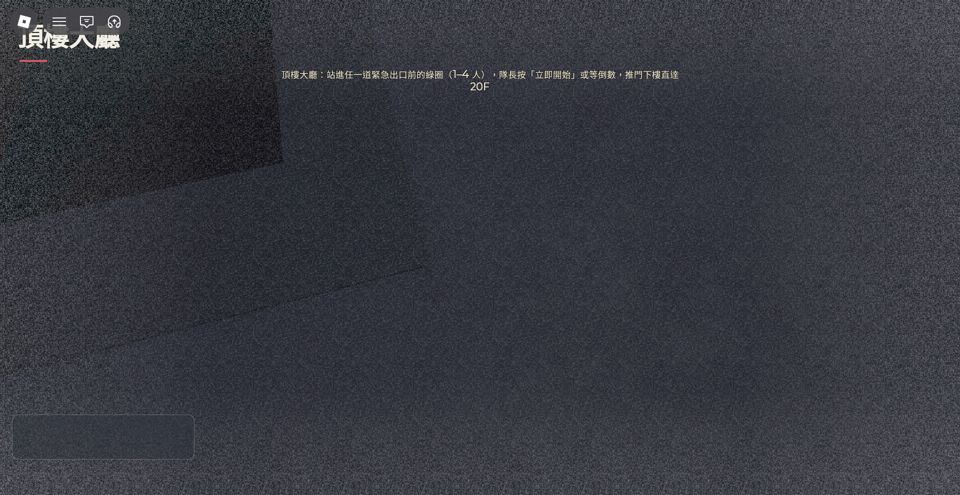 頂樓大廳
頂樓大廳：站進任一道緊急出口前的綠圈（1–4 人），隊長按「立即開始」或等倒數，推門下樓直達
20F